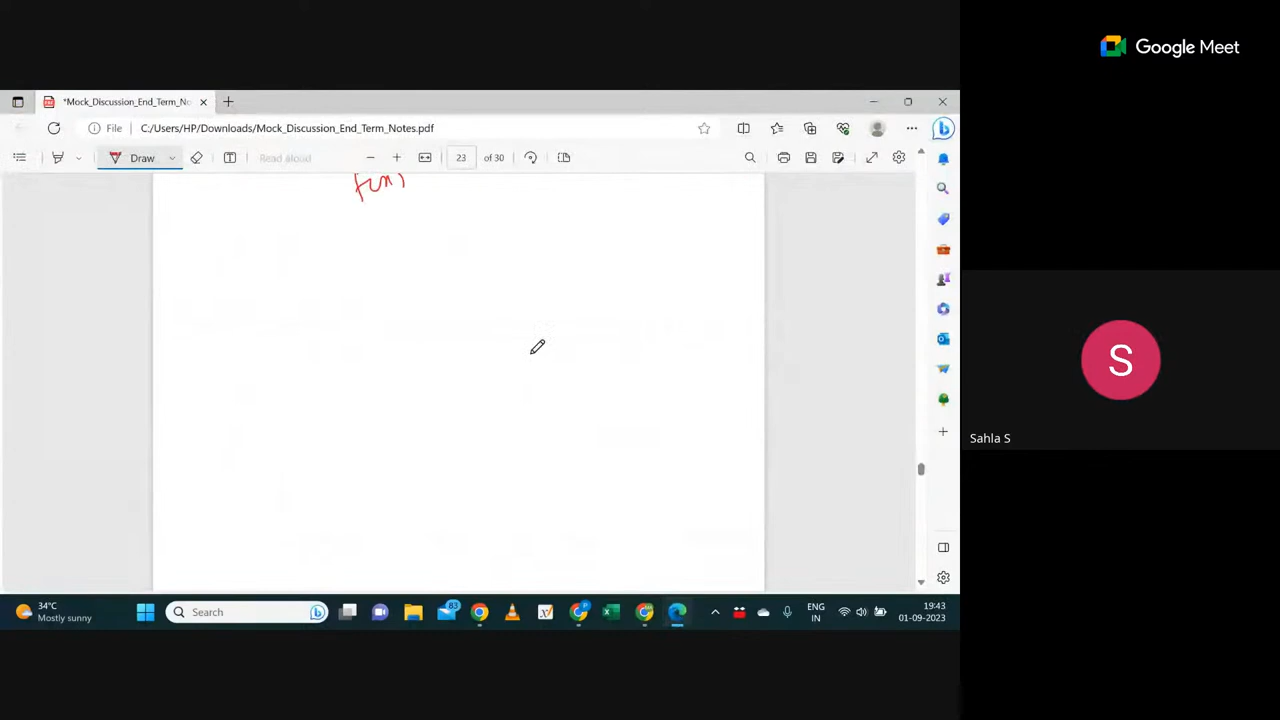 Google Meet
*Mock_Discussion_End_Term_No
File
C:/Users/HP/Downloads/Mock_Discussion_End_Term_Notes.pdf
Draw
Read aloud
23
of 30
S
Sahla S
34°C
Mostly sunny
Search
83
ENG
IN
19:43
01-09-2023